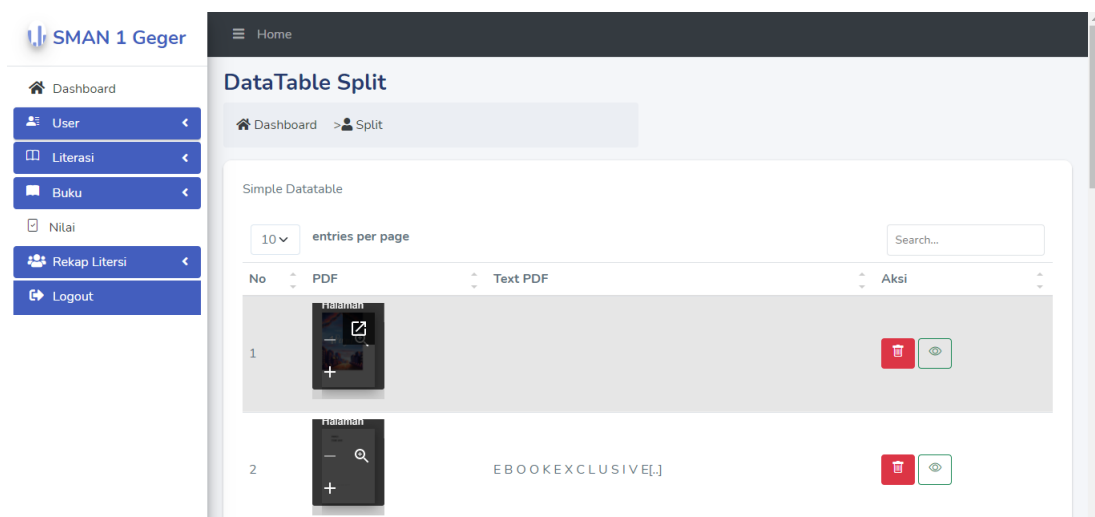 SMAN 1 Geger
Home
Dashboard
User
Literasi
Buku
Nilai
Rekap Litersi
Logout
DataTable Split
Dashboard > Split
Simple Datatable
10 entries per page
Search...
No PDF Text PDF Aksi
Halaman
1
Halaman
2 E B O O K E X C L U S I V E[..]